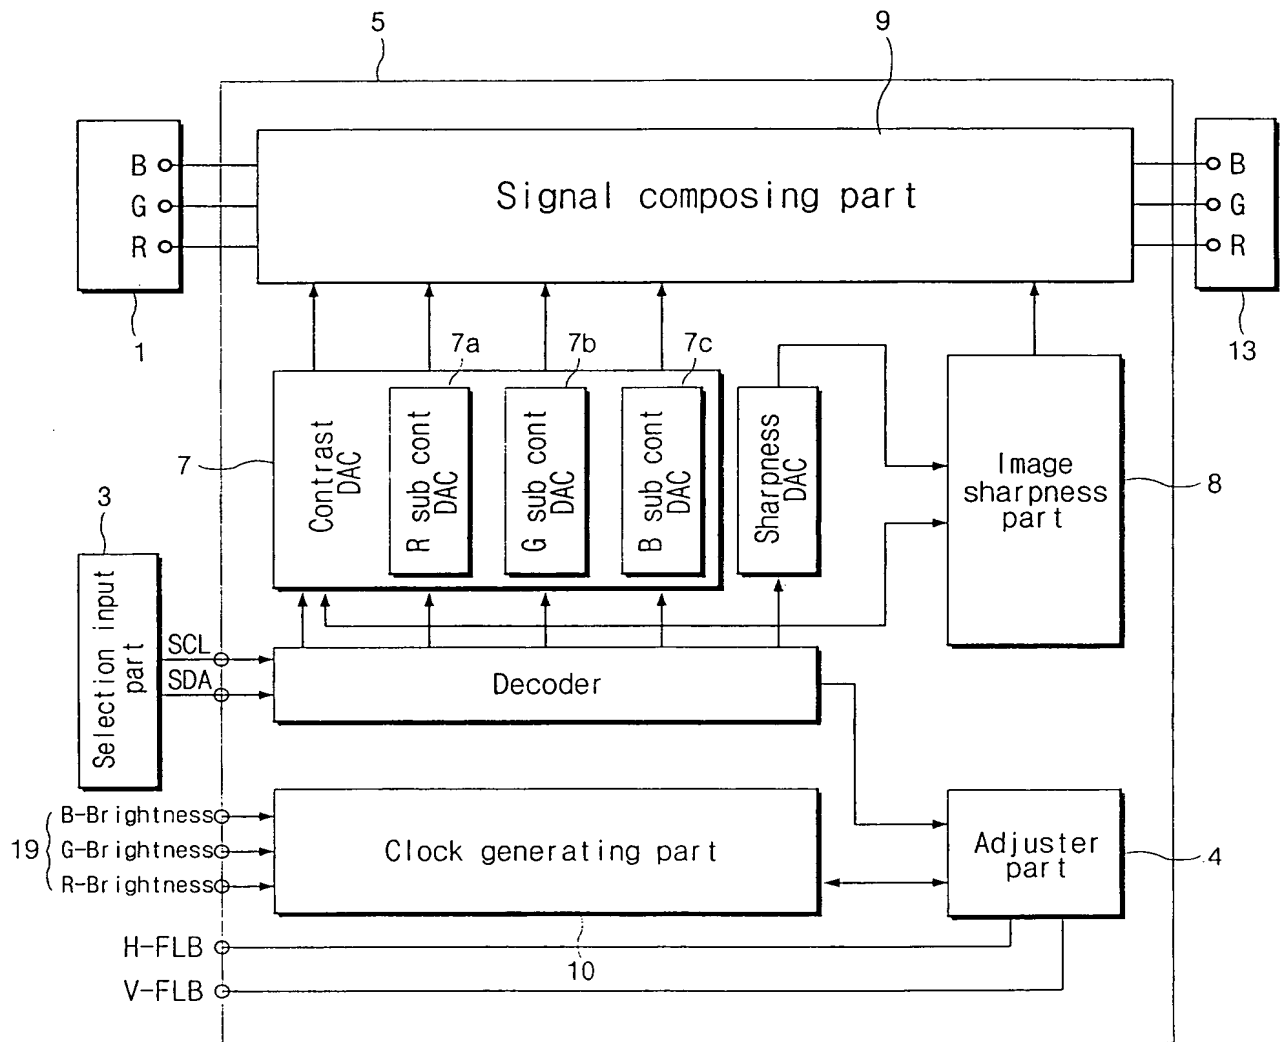 5
9
B
G
R
Signal composing part
B
G
R
1
13
7a
7b
7c
7
Contrast
DAC
R sub cont
DAC
G sub cont
DAC
B sub cont
DAC
Sharpness
DAC
Image
sharpness
part
8
3
Selection input
part
SCL
SDA
Decoder
19
B-Brightness
G-Brightness
R-Brightness
Clock generating part
Adjuster
part
4
H-FLB
10
V-FLB